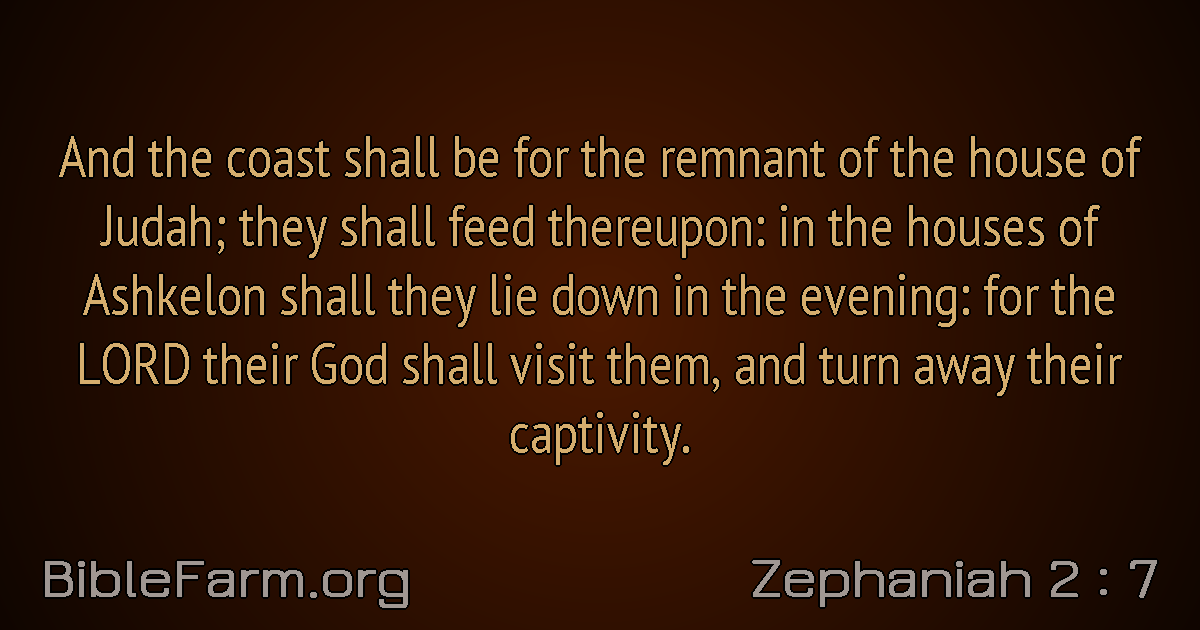 And the coast shall be for the remnant of the house of
Judah; they shall feed thereupon: in the houses of
Ashkelon shall they lie down in the evening: for the
LORD their God shall visit them, and turn away their
captivity.
BibleFarm.org
Zephaniah 2 : 7